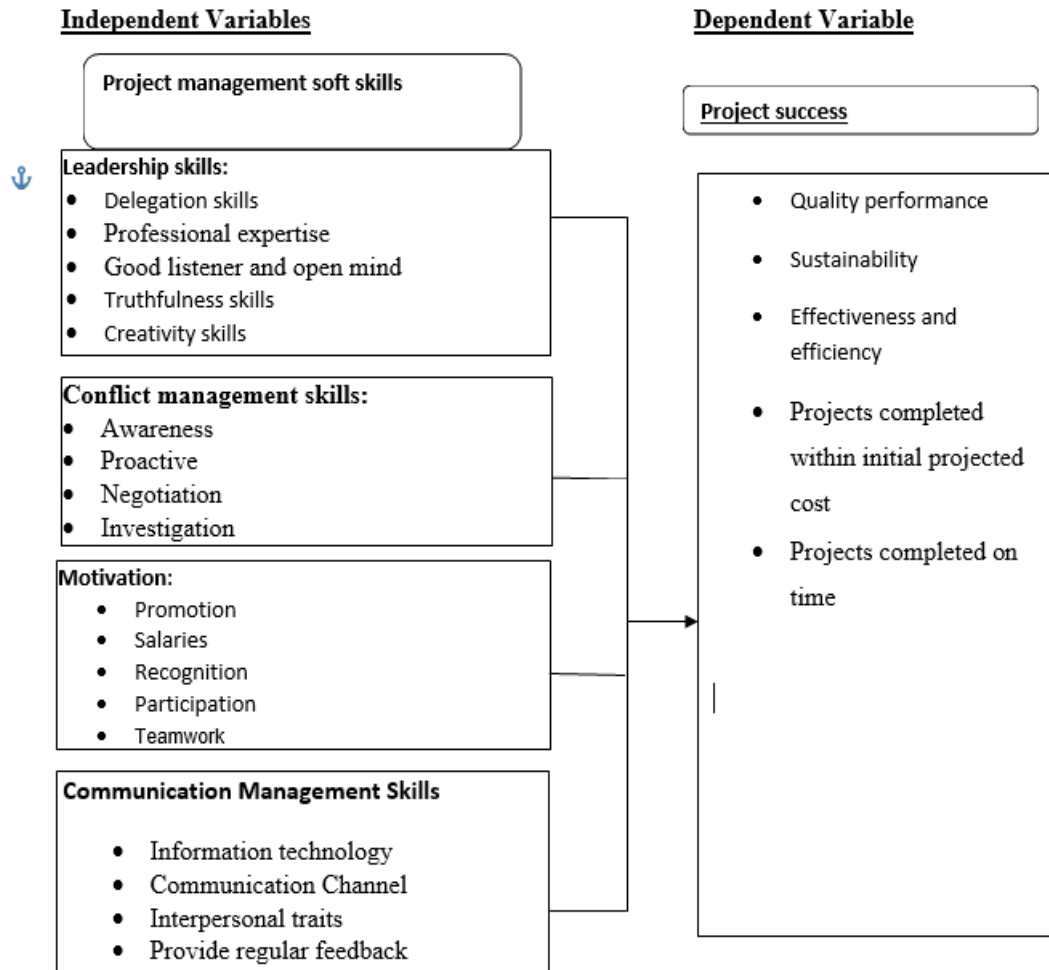 Independent Variables
Project management soft skills
Leadership skills:
• Delegation skills
• Professional expertise
• Good listener and open mind
• Truthfulness skills
• Creativity skills
Conflict management skills:
• Awareness
• Proactive
• Negotiation
• Investigation
Motivation:
• Promotion
• Salaries
• Recognition
• Participation
• Teamwork
Communication Management Skills
• Information technology
• Communication Channel
• Interpersonal traits
• Provide regular feedback
Dependent Variable
Project success
• Quality performance
• Sustainability
• Effectiveness and
efficiency
• Projects completed
within initial projected
cost
• Projects completed on
time